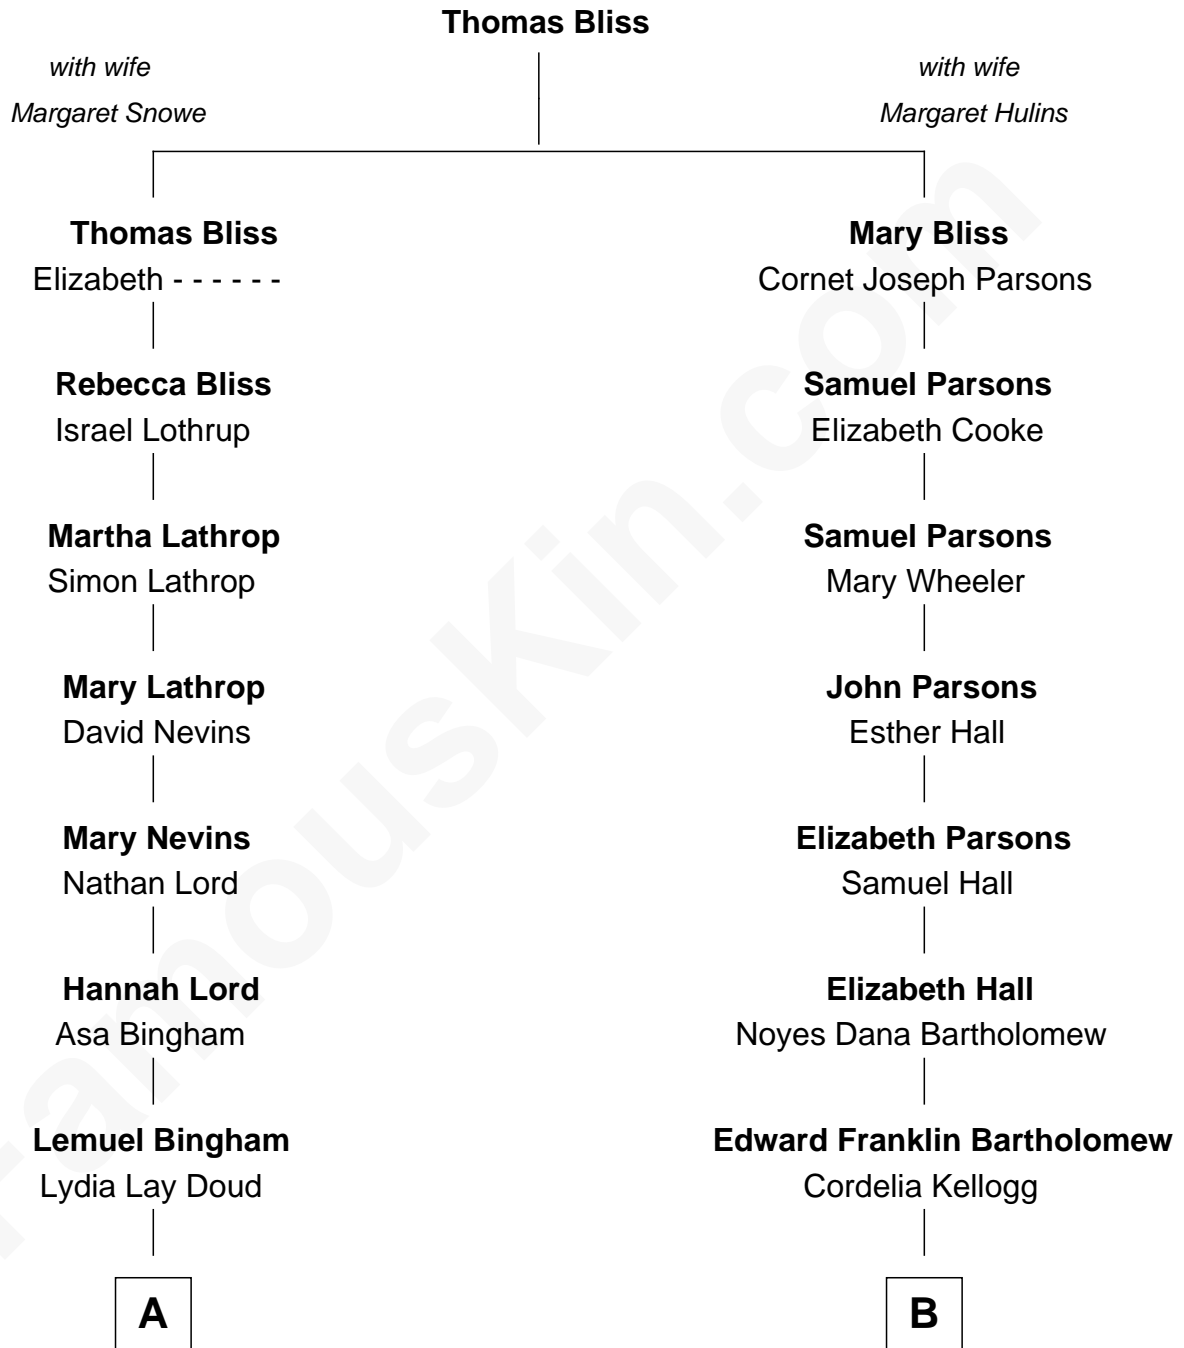 Thomas Bliss
with wife
Margaret Snowe
with wife
Margaret Hulins
Thomas Bliss
Elizabeth - - - - - -
Mary Bliss
Cornet Joseph Parsons
Rebecca Bliss
Israel Lothrup
Samuel Parsons
Elizabeth Cooke
Martha Lathrop
Simon Lathrop
Samuel Parsons
Mary Wheeler
Mary Lathrop
David Nevins
John Parsons
Esther Hall
Mary Nevins
Nathan Lord
Elizabeth Parsons
Samuel Hall
Hannah Lord
Asa Bingham
Elizabeth Hall
Noyes Dana Bartholomew
Lemuel Bingham
Lydia Lay Doud
Edward Franklin Bartholomew
Cordelia Kellogg
A
B
FamousKin.com